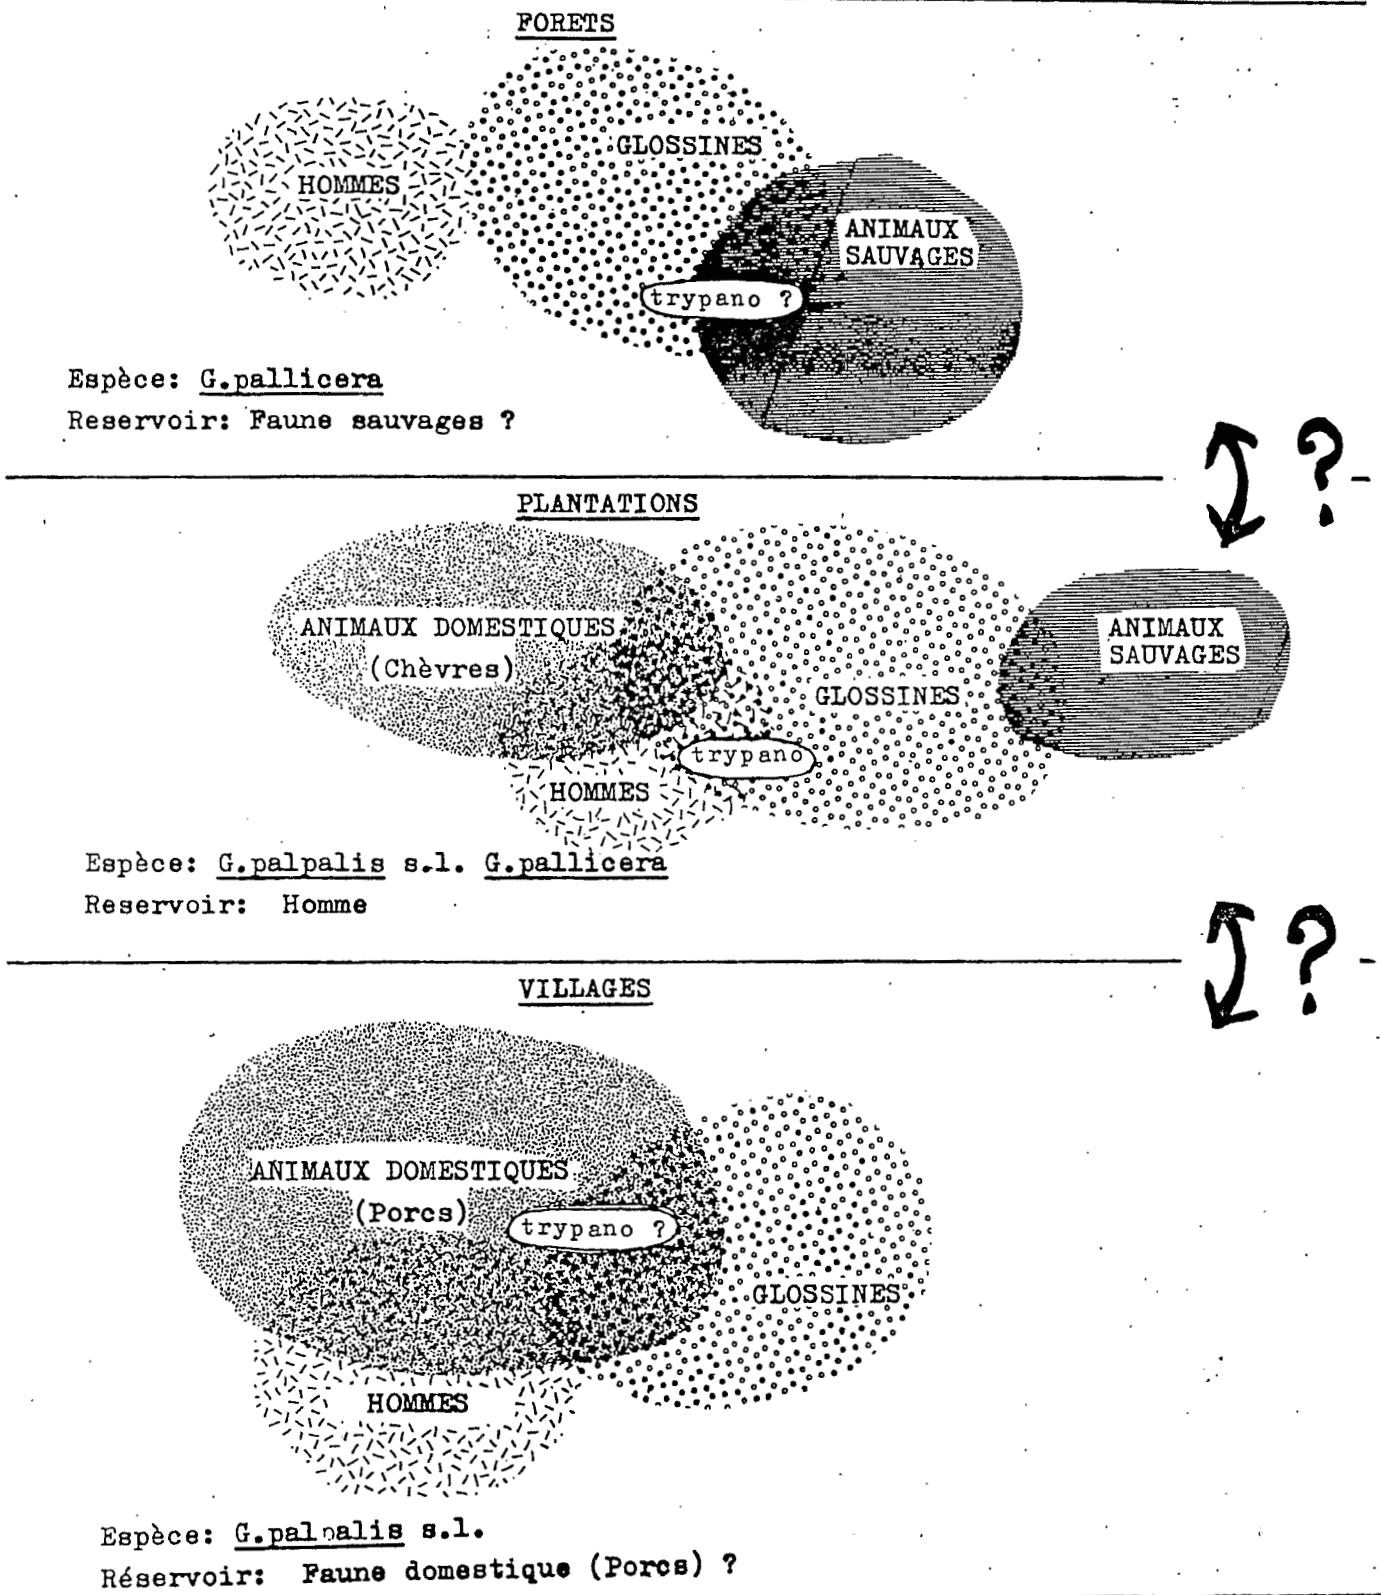 FORETS
GLOSSINES
HOMMES
ANIMAUX
SAUVAGES
trypano ?
Espèce: G.pallicera
Reservoir: Faune sauvages ?
?
PLANTATIONS
ANIMAUX DOMESTIQUES
(Chèvres)
ANIMAUX
SAUVAGES
GLOSSINES
trypano
HOMMES
Espèce: G.palpalis s.l. G.pallicera
Reservoir: Homme
?
VILLAGES
ANIMAUX DOMESTIQUES
(Porcs)
trypano ?
GLOSSINES
HOMMES
Espèce: G.palpalis s.l.
Réservoir: Faune domestique (Porcs) ?